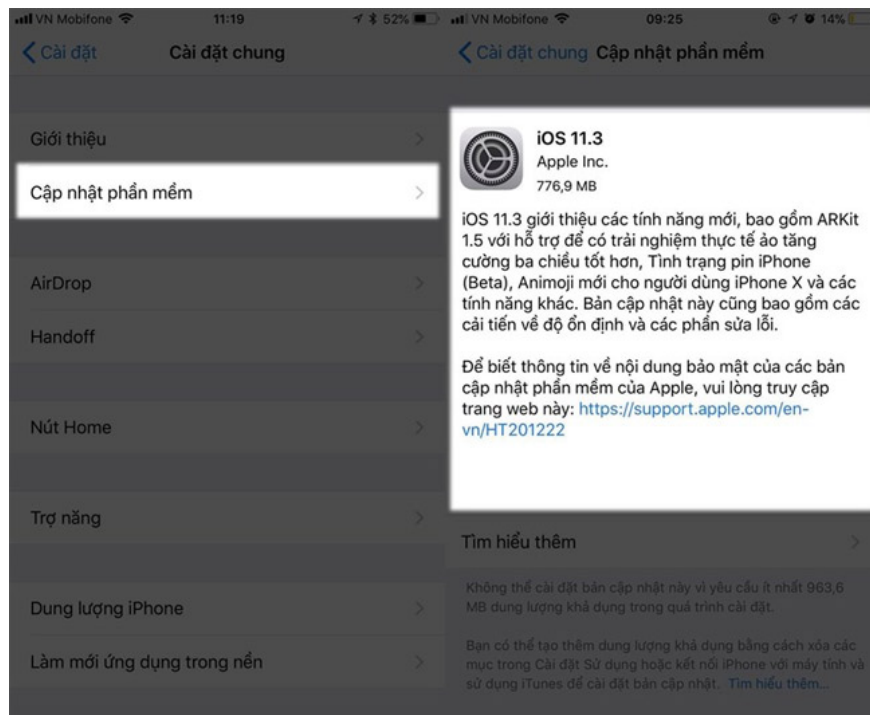 VN Mobifone 11:19 52%
Cài đặt Cài đặt chung
Giới thiệu
Cập nhật phần mềm
AirDrop
Handoff
Nút Home
Trợ năng
Dung lượng iPhone
Làm mới ứng dụng trong nền
VN Mobifone 09:25 14%
Cài đặt chung Cập nhật phần mềm
iOS 11.3
Apple Inc.
776,9 MB
iOS 11.3 giới thiệu các tính năng mới, bao gồm ARKit
1.5 với hỗ trợ để có trải nghiệm thực tế ảo tăng
cường ba chiều tốt hơn, Tình trạng pin iPhone
(Beta), Animoji mới cho người dùng iPhone X và các
tính năng khác. Bản cập nhật này cũng bao gồm các
cải tiến về độ ổn định và các phần sửa lỗi.
Để biết thông tin về nội dung bảo mật của các bản
cập nhật phần mềm của Apple, vui lòng truy cập
trang web này: https://support.apple.com/en-
vn/HT201222
Tìm hiểu thêm
Không thể cài đặt bản cập nhật này vì yêu cầu ít nhất 963,6
MB dung lượng khả dụng trong quá trình cài đặt.
Bạn có thể tạo thêm dung lượng khả dụng bằng cách xóa các
mục trong Cài đặt Sử dụng hoặc kết nối iPhone với máy tính và
sử dụng iTunes để cài đặt bản cập nhật. Tìm hiểu thêm...